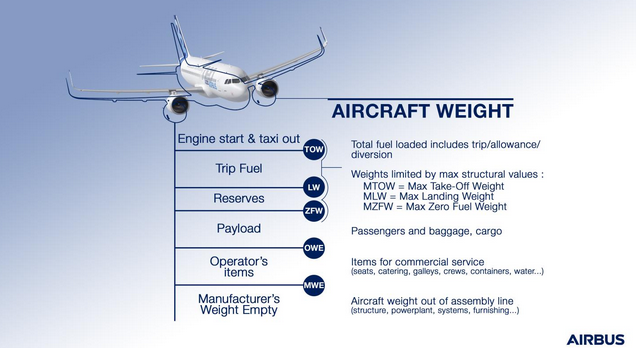 AIRCRAFT WEIGHT
Engine start & taxi out
TOW
Total fuel loaded includes trip/allowance/
diversion
Trip Fuel
Weights limited by max structural values :
MTOW = Max Take-Off Weight
MLW = Max Landing Weight
MZFW = Max Zero Fuel Weight
LW
Reserves
ZFW
Payload
Passengers and baggage, cargo
OWE
Operator's
items
Items for commercial service
(seats, catering, galleys, crews, containers, water...)
MWE
Manufacturer's
Weight Empty
Aircraft weight out of assembly line
(structure, powerplant, systems, furnishing...)
AIRBUS